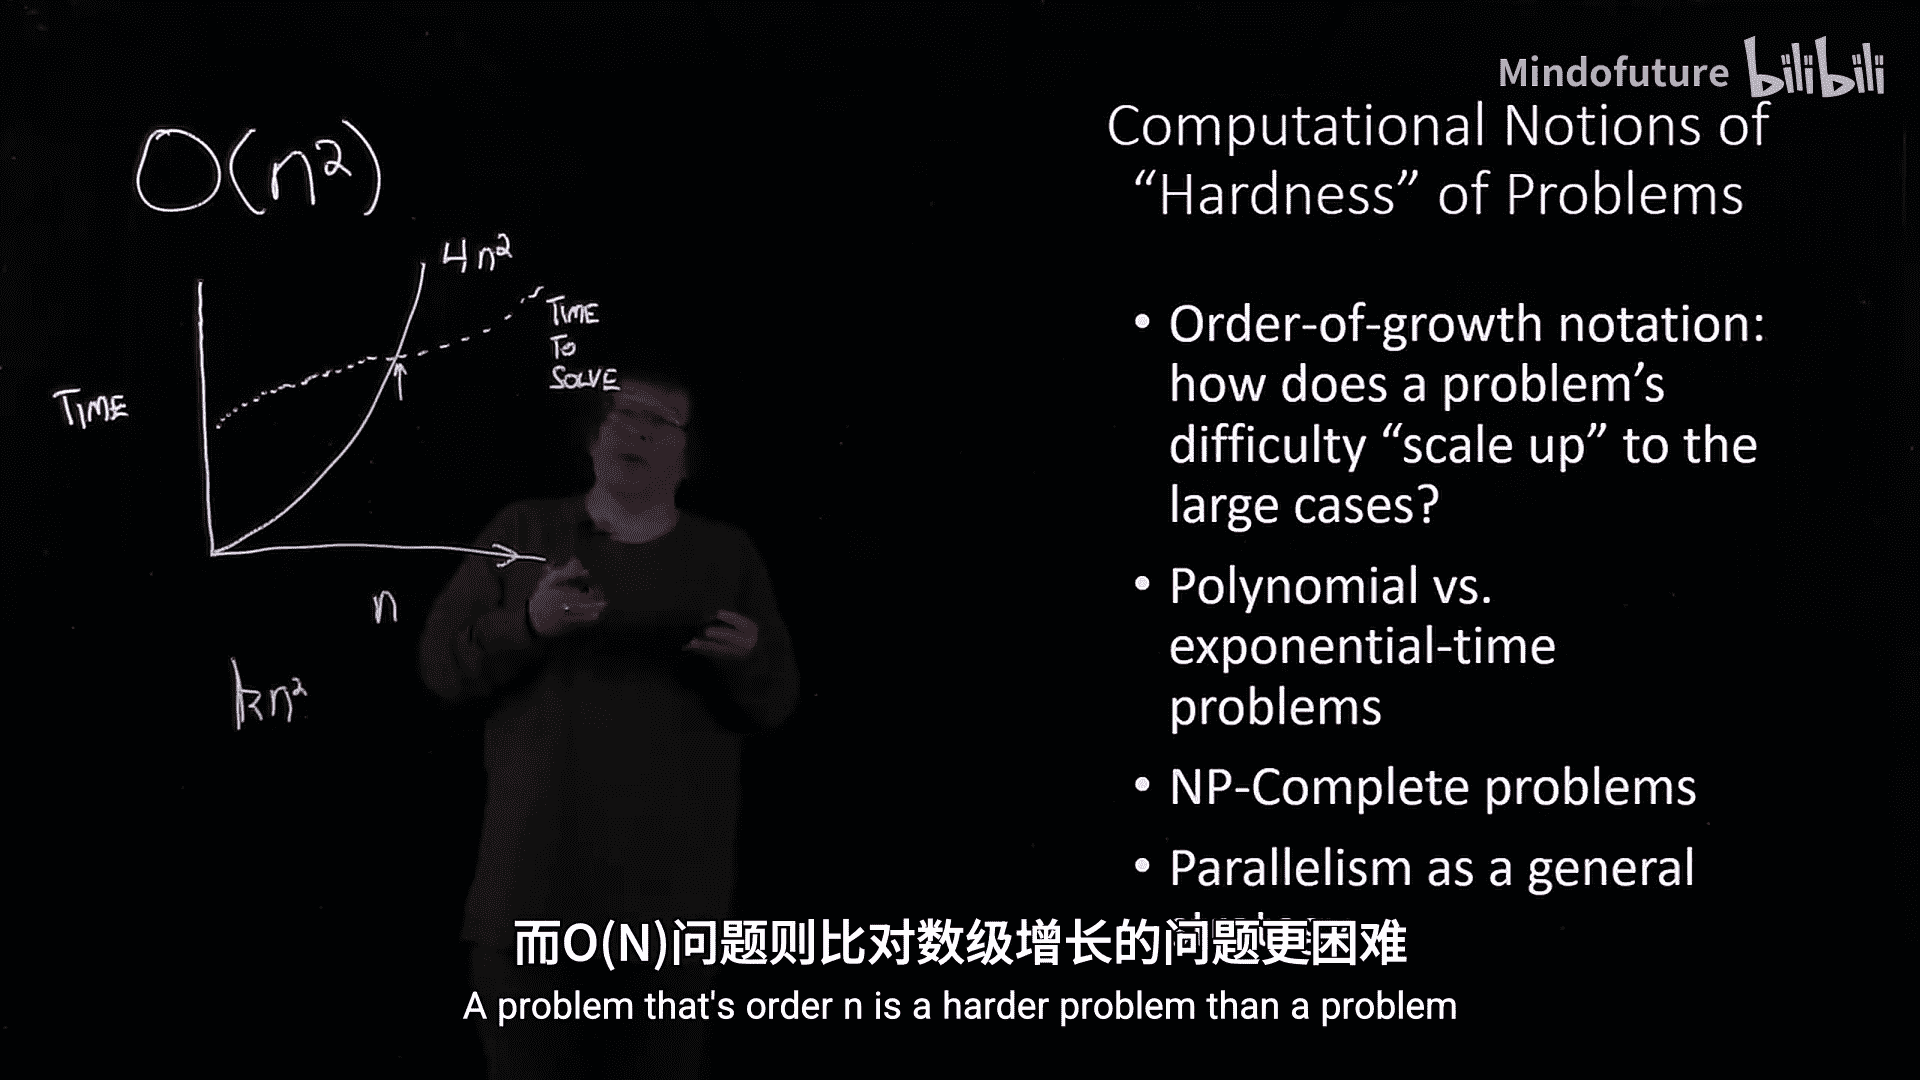 Mindofuture bilibili
Computational Notions of
“Hardness” of Problems
O(n²)
4n²
TIME
TO
SOLVE
TIME
n
kn²
• Order-of-growth notation:
how does a problem’s
difficulty “scale up” to the
large cases?
• Polynomial vs.
exponential-time
problems
• NP-Complete problems
• Parallelism as a general
而O(N)问题则比对数级增长的问题更困难
A problem that's order n is a harder problem than a problem